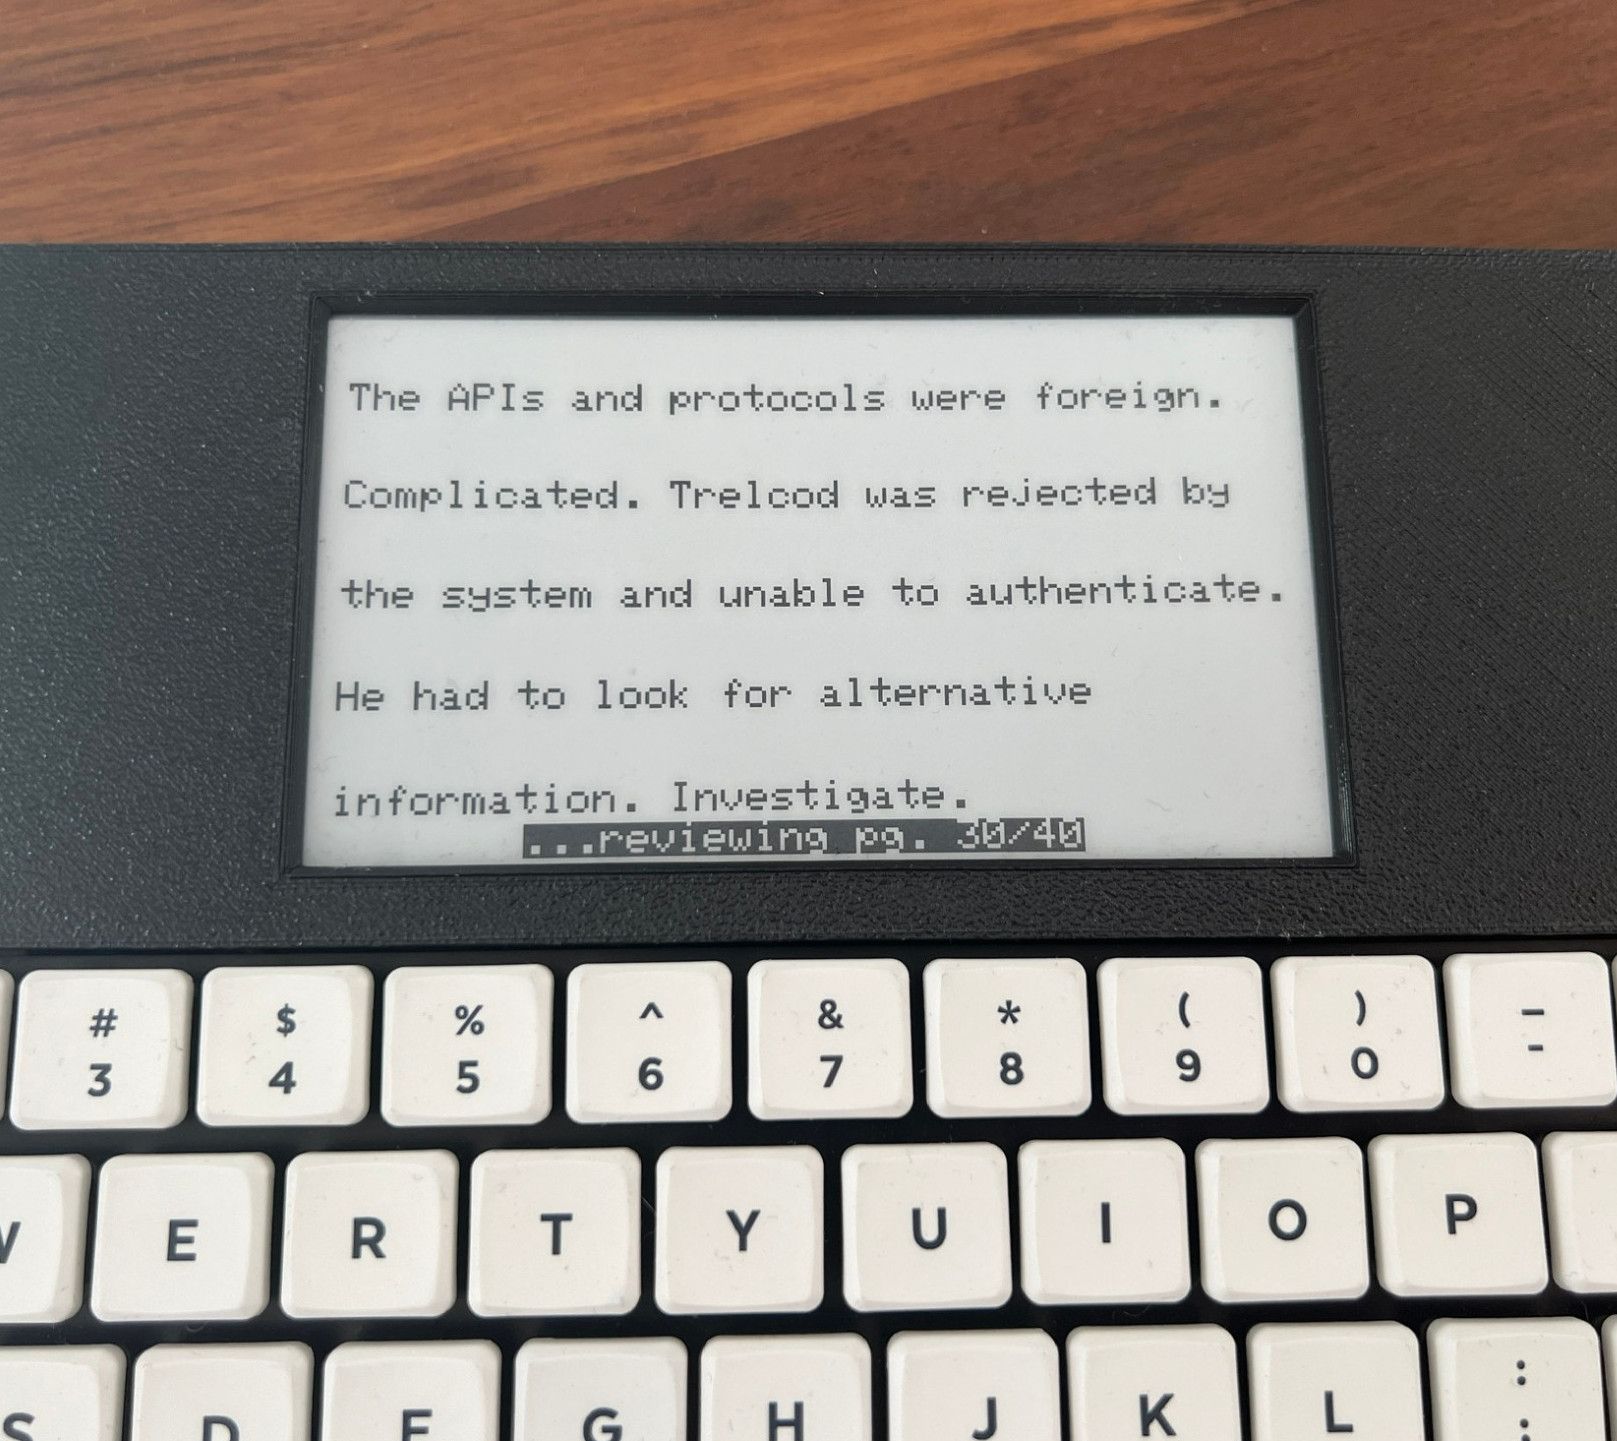 The APIs and protocols were foreign.
Complicated. Trelcod was rejected by
the system and unable to authenticate.
He had to look for alternative
information. Investigate.
...reviewing pg. 30/40
# $ % ^ & * ( ) _
3 4 5 6 7 8 9 0 -
E R T Y U I O P
S D F G H J K L :
;